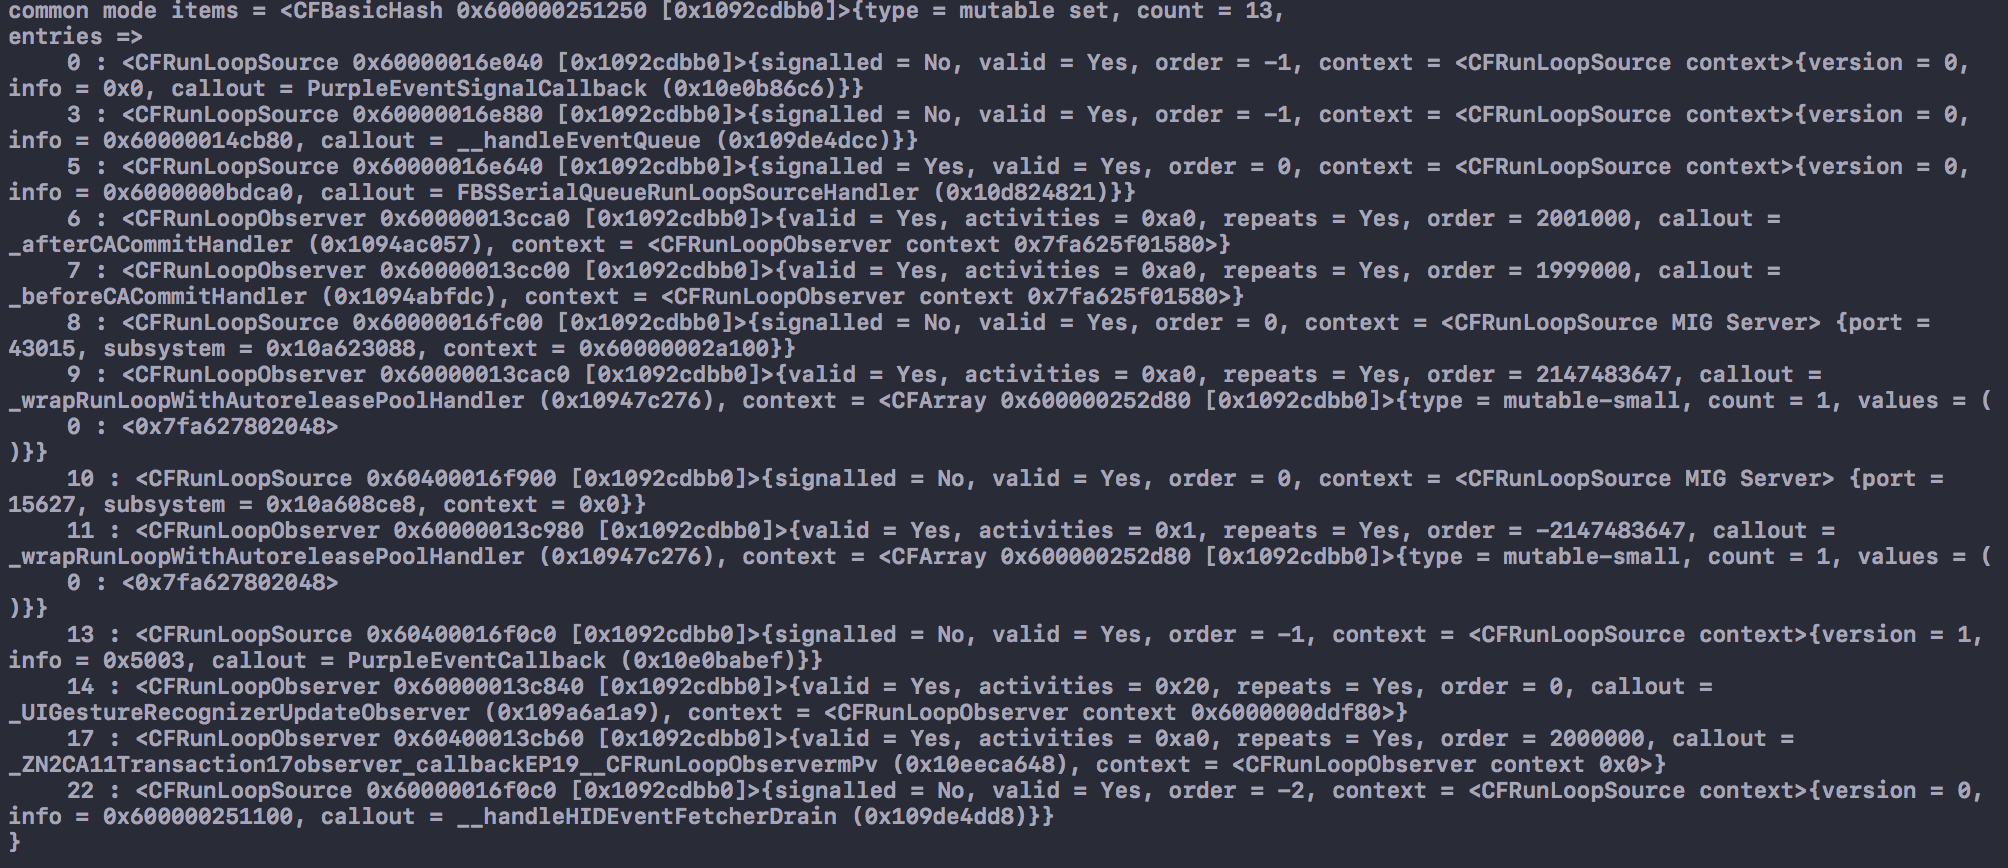 common mode items = <CFBasicHash 0x600000251250 [0x1092cdbb0]>{type = mutable set, count = 13,
entries =>
0 : <CFRunLoopSource 0x60000016e040 [0x1092cdbb0]>{signalled = No, valid = Yes, order = -1, context = <CFRunLoopSource context>{version = 0,
info = 0x0, callout = PurpleEventSignalCallback (0x10e0b86c6)}}
3 : <CFRunLoopSource 0x60000016e880 [0x1092cdbb0]>{signalled = No, valid = Yes, order = -1, context = <CFRunLoopSource context>{version = 0,
info = 0x60000014cb80, callout = __handleEventQueue (0x109de4dcc)}}
5 : <CFRunLoopSource 0x60000016e640 [0x1092cdbb0]>{signalled = Yes, valid = Yes, order = 0, context = <CFRunLoopSource context>{version = 0,
info = 0x6000000bdca0, callout = FBSSerialQueueRunLoopSourceHandler (0x10d824821)}}
6 : <CFRunLoopObserver 0x60000013cca0 [0x1092cdbb0]>{valid = Yes, activities = 0xa0, repeats = Yes, order = 2001000, callout =
_afterCACommitHandler (0x1094ac057), context = <CFRunLoopObserver context 0x7fa625f01580>}
7 : <CFRunLoopObserver 0x60000013cc00 [0x1092cdbb0]>{valid = Yes, activities = 0xa0, repeats = Yes, order = 1999000, callout =
_beforeCACommitHandler (0x1094abfdc), context = <CFRunLoopObserver context 0x7fa625f01580>}
8 : <CFRunLoopSource 0x60000016fc00 [0x1092cdbb0]>{signalled = No, valid = Yes, order = 0, context = <CFRunLoopSource MIG Server> {port =
43015, subsystem = 0x10a623088, context = 0x60000002a100}}
9 : <CFRunLoopObserver 0x60000013cac0 [0x1092cdbb0]>{valid = Yes, activities = 0xa0, repeats = Yes, order = 2147483647, callout =
_wrapRunLoopWithAutoreleasePoolHandler (0x10947c276), context = <CFArray 0x600000252d80 [0x1092cdbb0]>{type = mutable-small, count = 1, values = (
0 : <0x7fa627802048>
)}}
10 : <CFRunLoopSource 0x60400016f900 [0x1092cdbb0]>{signalled = No, valid = Yes, order = 0, context = <CFRunLoopSource MIG Server> {port =
15627, subsystem = 0x10a608ce8, context = 0x0}}
11 : <CFRunLoopObserver 0x60000013c980 [0x1092cdbb0]>{valid = Yes, activities = 0x1, repeats = Yes, order = -2147483647, callout =
_wrapRunLoopWithAutoreleasePoolHandler (0x10947c276), context = <CFArray 0x600000252d80 [0x1092cdbb0]>{type = mutable-small, count = 1, values = (
0 : <0x7fa627802048>
)}}
13 : <CFRunLoopSource 0x60400016f0c0 [0x1092cdbb0]>{signalled = No, valid = Yes, order = -1, context = <CFRunLoopSource context>{version = 1,
info = 0x5003, callout = PurpleEventCallback (0x10e0babef)}}
14 : <CFRunLoopObserver 0x60000013c840 [0x1092cdbb0]>{valid = Yes, activities = 0x20, repeats = Yes, order = 0, callout =
_UIGestureRecognizerUpdateObserver (0x109a6a1a9), context = <CFRunLoopObserver context 0x6000000ddf80>}
17 : <CFRunLoopObserver 0x60400013cb60 [0x1092cdbb0]>{valid = Yes, activities = 0xa0, repeats = Yes, order = 2000000, callout =
_ZN2CA11Transaction17observer_callbackEP19__CFRunLoopObservermPv (0x10eeca648), context = <CFRunLoopObserver context 0x0>}
22 : <CFRunLoopSource 0x60000016f0c0 [0x1092cdbb0]>{signalled = No, valid = Yes, order = -2, context = <CFRunLoopSource context>{version = 0,
info = 0x600000251100, callout = __handleHIDEventFetcherDrain (0x109de4dd8)}}
}